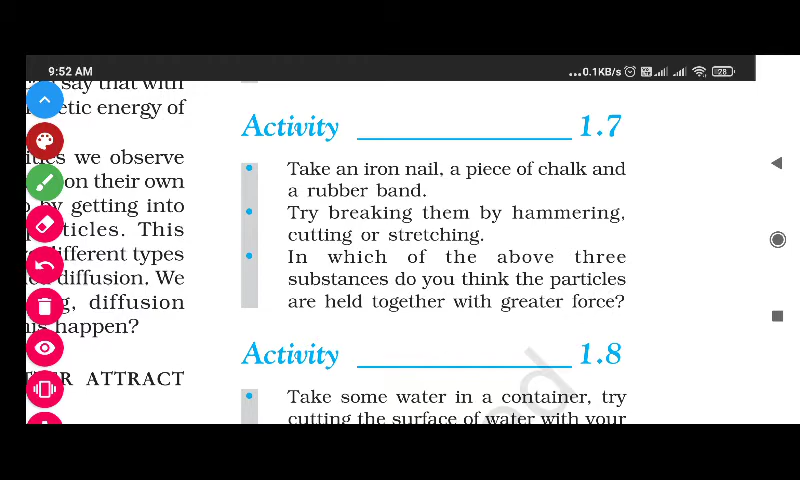 9:52 AM
...0.1KB/s
28
say that with
etic energy of
we observe
on their own
by getting into
ticles. This
different types
diffusion. We
diffusion
happen?
ATTRACT
Activity 1.7
Take an iron nail, a piece of chalk and
a rubber band.
Try breaking them by hammering,
cutting or stretching.
In which of the above three
substances do you think the particles
are held together with greater force?
Activity 1.8
Take some water in a container, try
cutting the surface of water with your